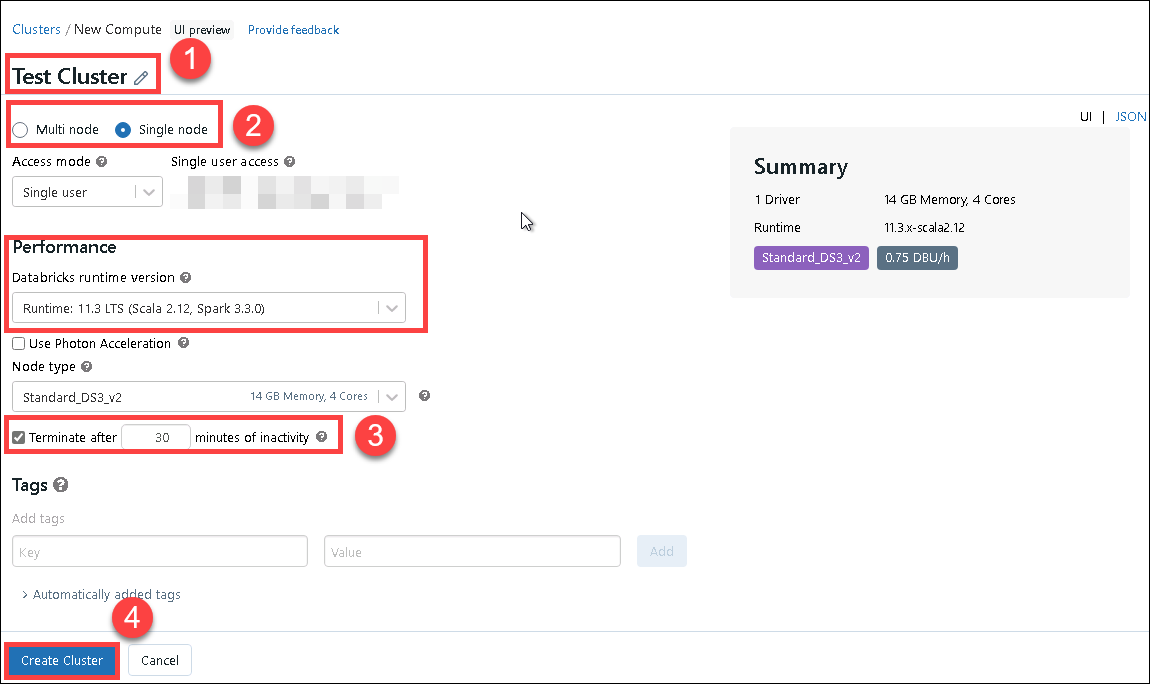 Clusters / New Compute UI preview Provide feedback
1
Test Cluster
2
Multi node Single node
UI | JSON
Access mode ? Single user access ?
Single user
Summary
1 Driver 14 GB Memory, 4 Cores
Runtime 11.3.x-scala2.12
Standard_DS3_v2 0.75 DBU/h
Performance
Databricks runtime version ?
Runtime: 11.3 LTS (Scala 2.12, Spark 3.3.0)
Use Photon Acceleration ?
Node type ?
Standard_DS3_v2 14 GB Memory, 4 Cores ?
Terminate after 30 minutes of inactivity ?
3
Tags ?
Add tags
Key Value Add
> Automatically added tags
4
Create Cluster Cancel